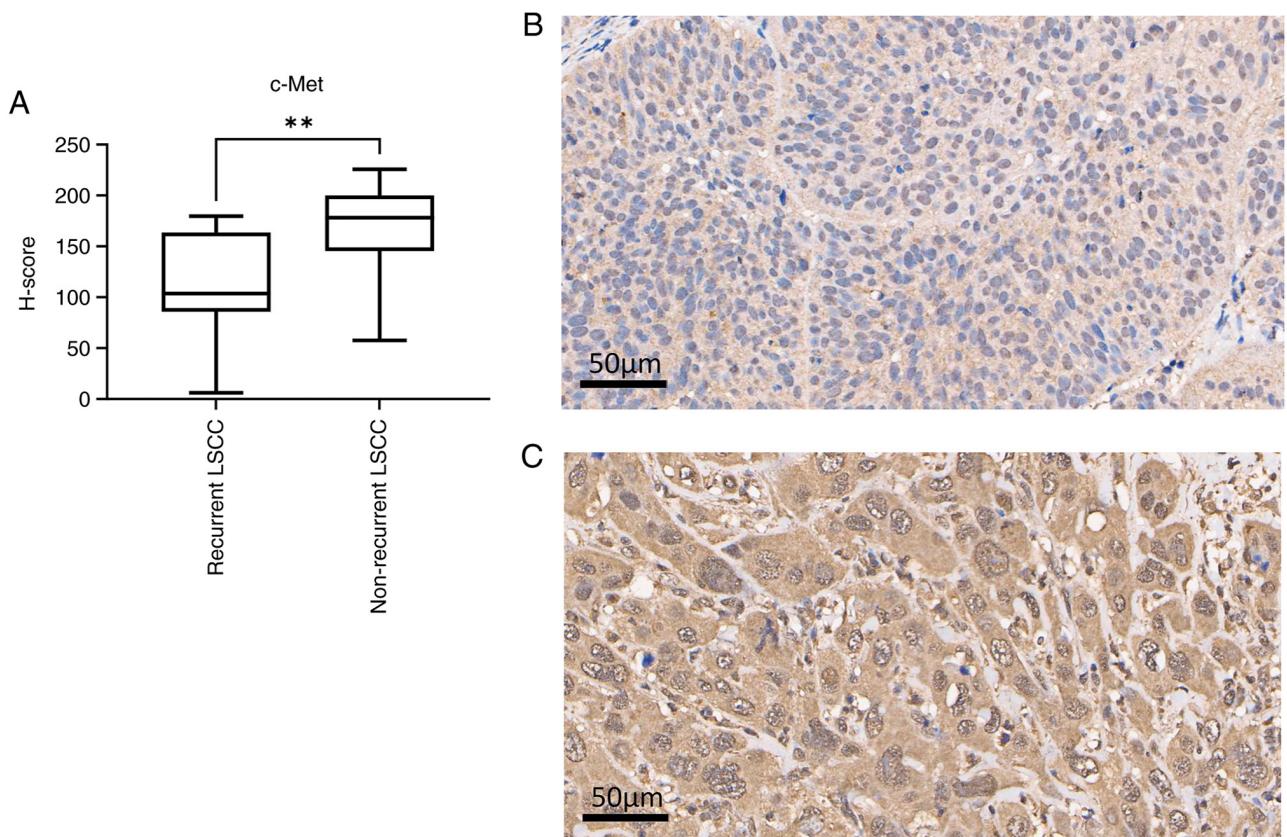 A
c-Met
**
250
200
150
100
50
0
H-score
Recurrent LSCC
Non-recurrent LSCC
B
50μm
C
50μm